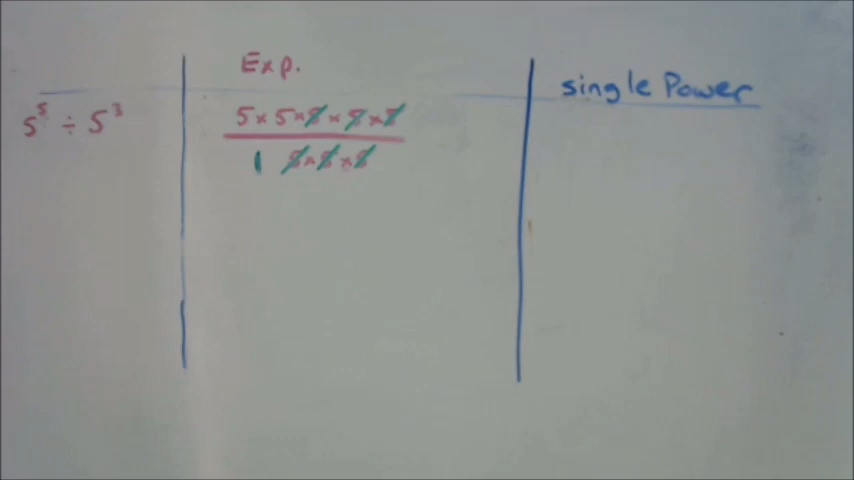 Exp.
single Power
5⁵ ÷ 5³
5 × 5 × 5 × 5 × 5
1 5 × 5 × 5